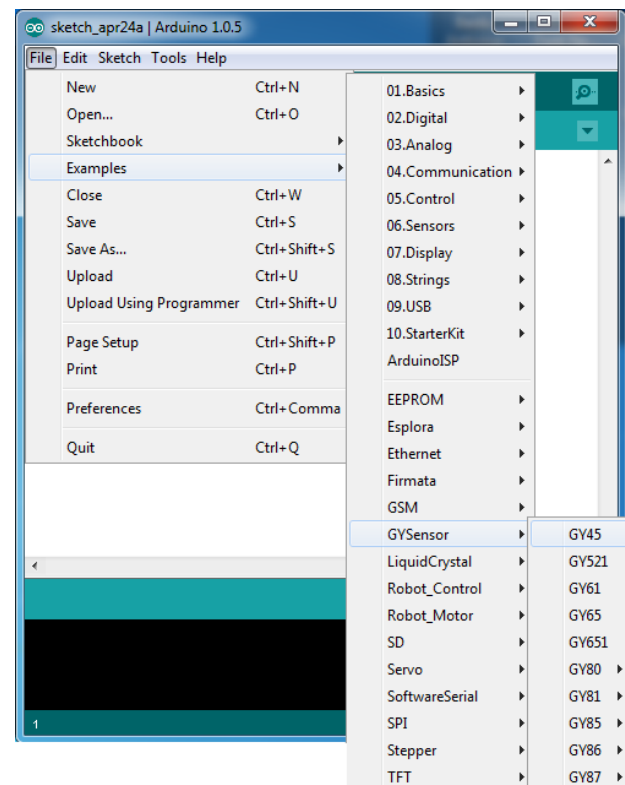 sketch_apr24a | Arduino 1.0.5
File Edit Sketch Tools Help
New Ctrl+N
Open... Ctrl+O
Sketchbook
Examples
Close Ctrl+W
Save Ctrl+S
Save As... Ctrl+Shift+S
Upload Ctrl+U
Upload Using Programmer Ctrl+Shift+U
Page Setup Ctrl+Shift+P
Print Ctrl+P
Preferences Ctrl+Comma
Quit Ctrl+Q
01.Basics
02.Digital
03.Analog
04.Communication
05.Control
06.Sensors
07.Display
08.Strings
09.USB
10.StarterKit
ArduinoISP
EEPROM
Esplora
Ethernet
Firmata
GSM
GYSensor
LiquidCrystal
Robot_Control
Robot_Motor
SD
Servo
SoftwareSerial
SPI
Stepper
TFT
GY45
GY521
GY61
GY65
GY651
GY80
GY81
GY85
GY86
GY87
1